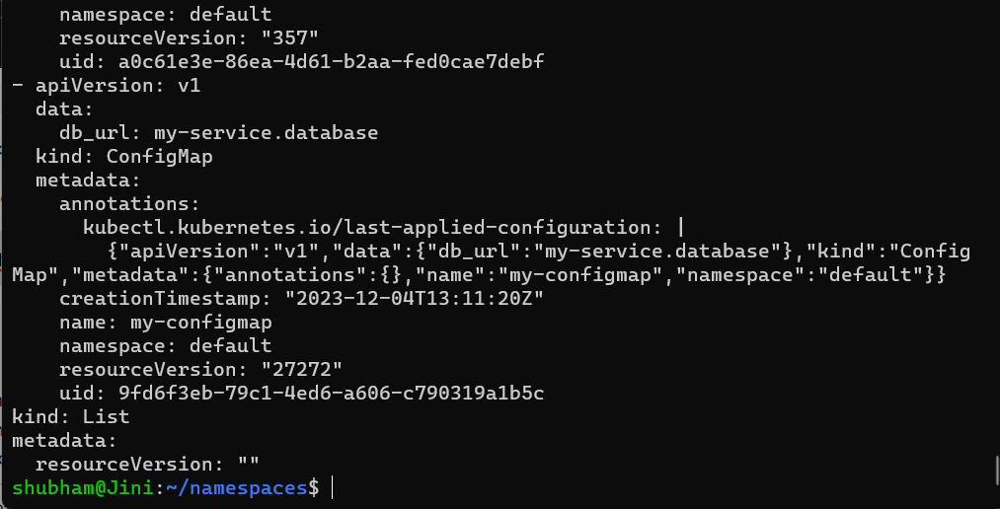 namespace: default
    resourceVersion: "357"
    uid: a0c61e3e-86ea-4d61-b2aa-fed0cae7debf
- apiVersion: v1
  data:
    db_url: my-service.database
  kind: ConfigMap
  metadata:
    annotations:
      kubectl.kubernetes.io/last-applied-configuration: |
        {"apiVersion":"v1","data":{"db_url":"my-service.database"},"kind":"Config
Map","metadata":{"annotations":{},"name":"my-configmap","namespace":"default"}}
    creationTimestamp: "2023-12-04T13:11:20Z"
    name: my-configmap
    namespace: default
    resourceVersion: "27272"
    uid: 9fd6f3eb-79c1-4ed6-a606-c790319a1b5c
kind: List
metadata:
  resourceVersion: ""
shubham@Jini:~/namespaces$